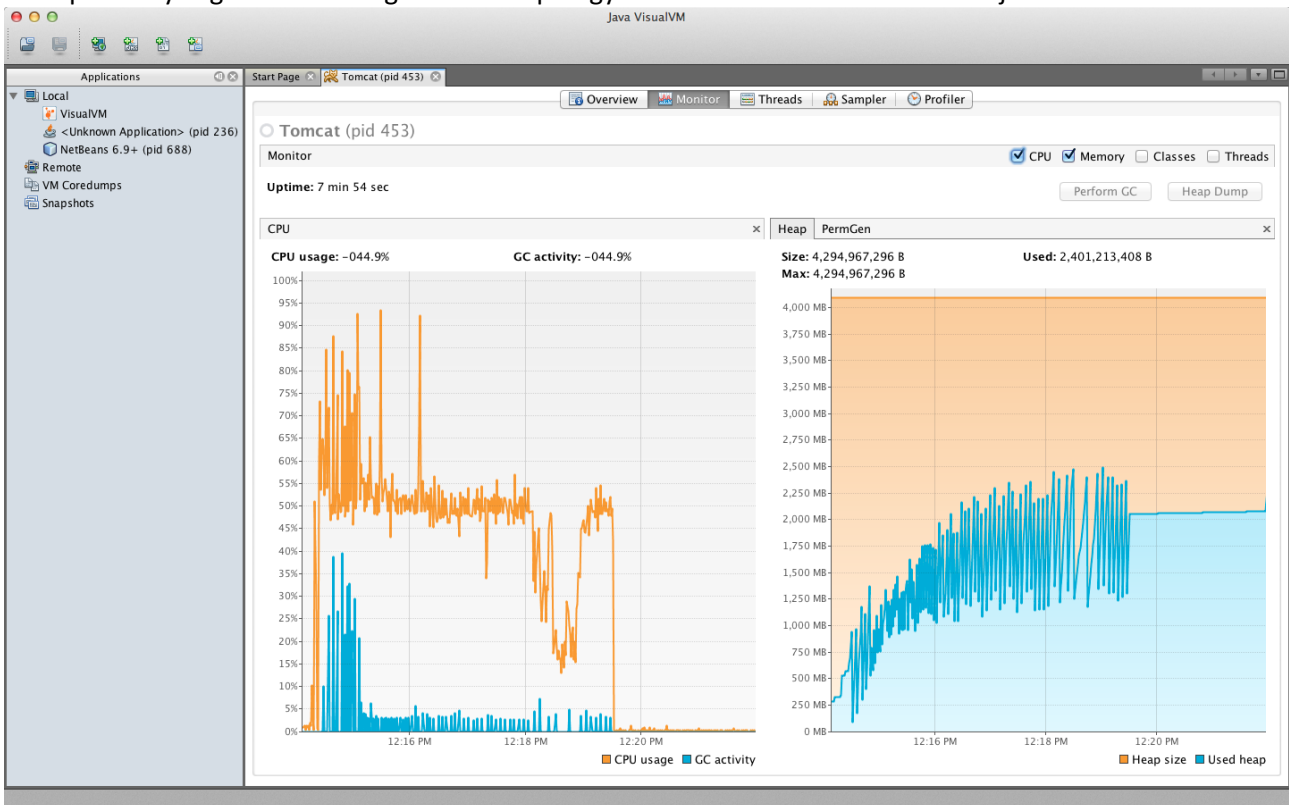 Java VisualVM
Applications
Start Page
Tomcat (pid 453)
Local
VisualVM
<Unknown Application> (pid 236)
NetBeans 6.9+ (pid 688)
Remote
VM Coredumps
Snapshots
Overview
Monitor
Threads
Sampler
Profiler
Tomcat (pid 453)
Monitor
CPU
Memory
Classes
Threads
Uptime: 7 min 54 sec
Perform GC
Heap Dump
CPU
CPU usage: -044.9%
GC activity: -044.9%
100%
95%
90%
85%
80%
75%
70%
65%
60%
55%
50%
45%
40%
35%
30%
25%
20%
15%
10%
5%
0%
12:16 PM
12:18 PM
12:20 PM
CPU usage
GC activity
Heap
PermGen
Size: 4,294,967,296 B
Used: 2,401,213,408 B
Max: 4,294,967,296 B
4,000 MB
3,750 MB
3,500 MB
3,250 MB
3,000 MB
2,750 MB
2,500 MB
2,250 MB
2,000 MB
1,750 MB
1,500 MB
1,250 MB
1,000 MB
750 MB
500 MB
250 MB
0 MB
12:16 PM
12:18 PM
12:20 PM
Heap size
Used heap